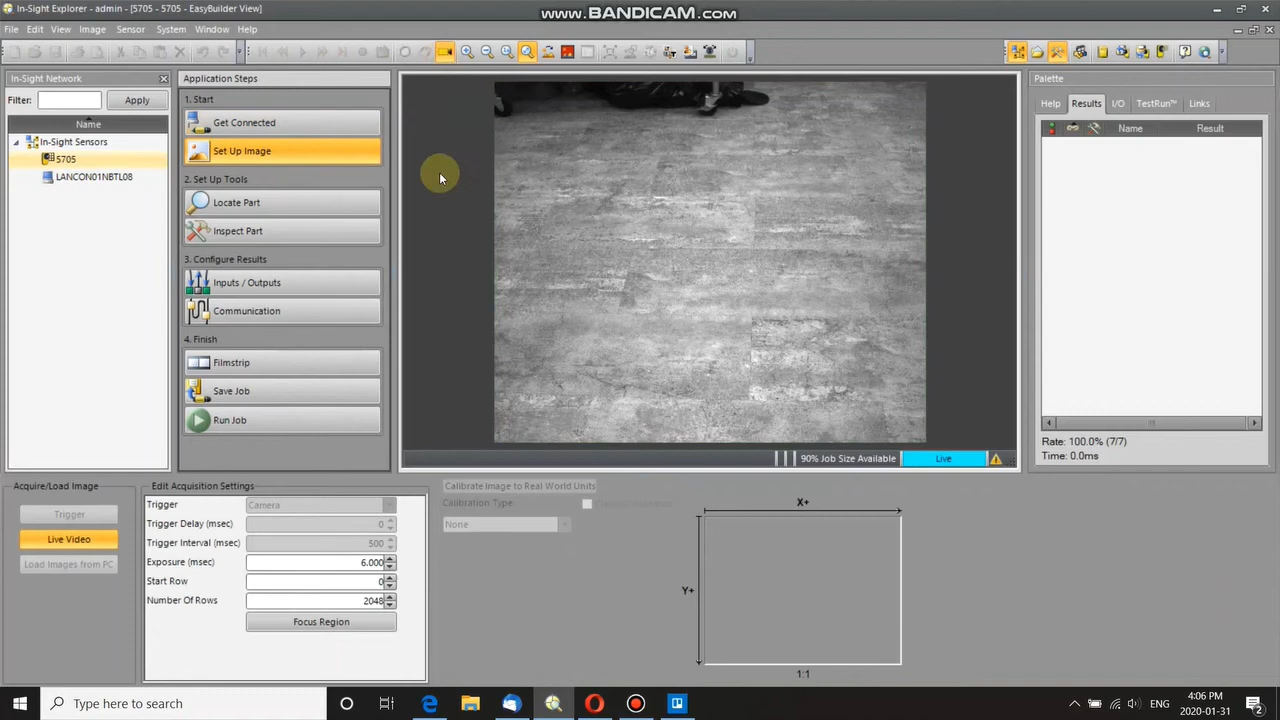 In-Sight Explorer - admin - [5705 - 5705 - EasyBuilder View]
www.BANDICAM.com
File Edit View Image Sensor System Window Help
In-Sight Network
Filter: Apply
Name
In-Sight Sensors
5705
LANCON01NBTL08
Application Steps
1. Start
Get Connected
Set Up Image
2. Set Up Tools
Locate Part
Inspect Part
3. Configure Results
Inputs / Outputs
Communication
4. Finish
Filmstrip
Save Job
Run Job
90% Job Size Available Live
Palette
Help Results I/O TestRun™ Links
Name Result
Rate: 100.0% (7/7)
Time: 0.0ms
Acquire/Load Image
Trigger
Live Video
Load Images from PC
Edit Acquisition Settings
Trigger Camera
Trigger Delay (msec) 0
Trigger Interval (msec) 500
Exposure (msec) 6.000
Start Row 0
Number Of Rows 2048
Focus Region
Calibrate Image to Real World Units
Calibration Type:
None
X+
Y+
1:1
Type here to search
ENG
4:06 PM
2020-01-31
2